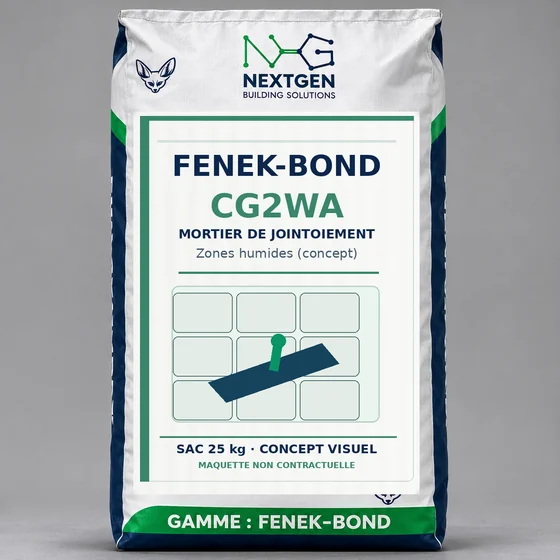 NG
NEXTGEN
BUILDING SOLUTIONS
FENEK-BOND
CG2WA
MORTIER DE JOINTOIEMENT
Zones humides (concept)
SAC 25 kg · CONCEPT VISUEL
MAQUETTE NON CONTRACTUELLE
GAMME : FENEK-BOND